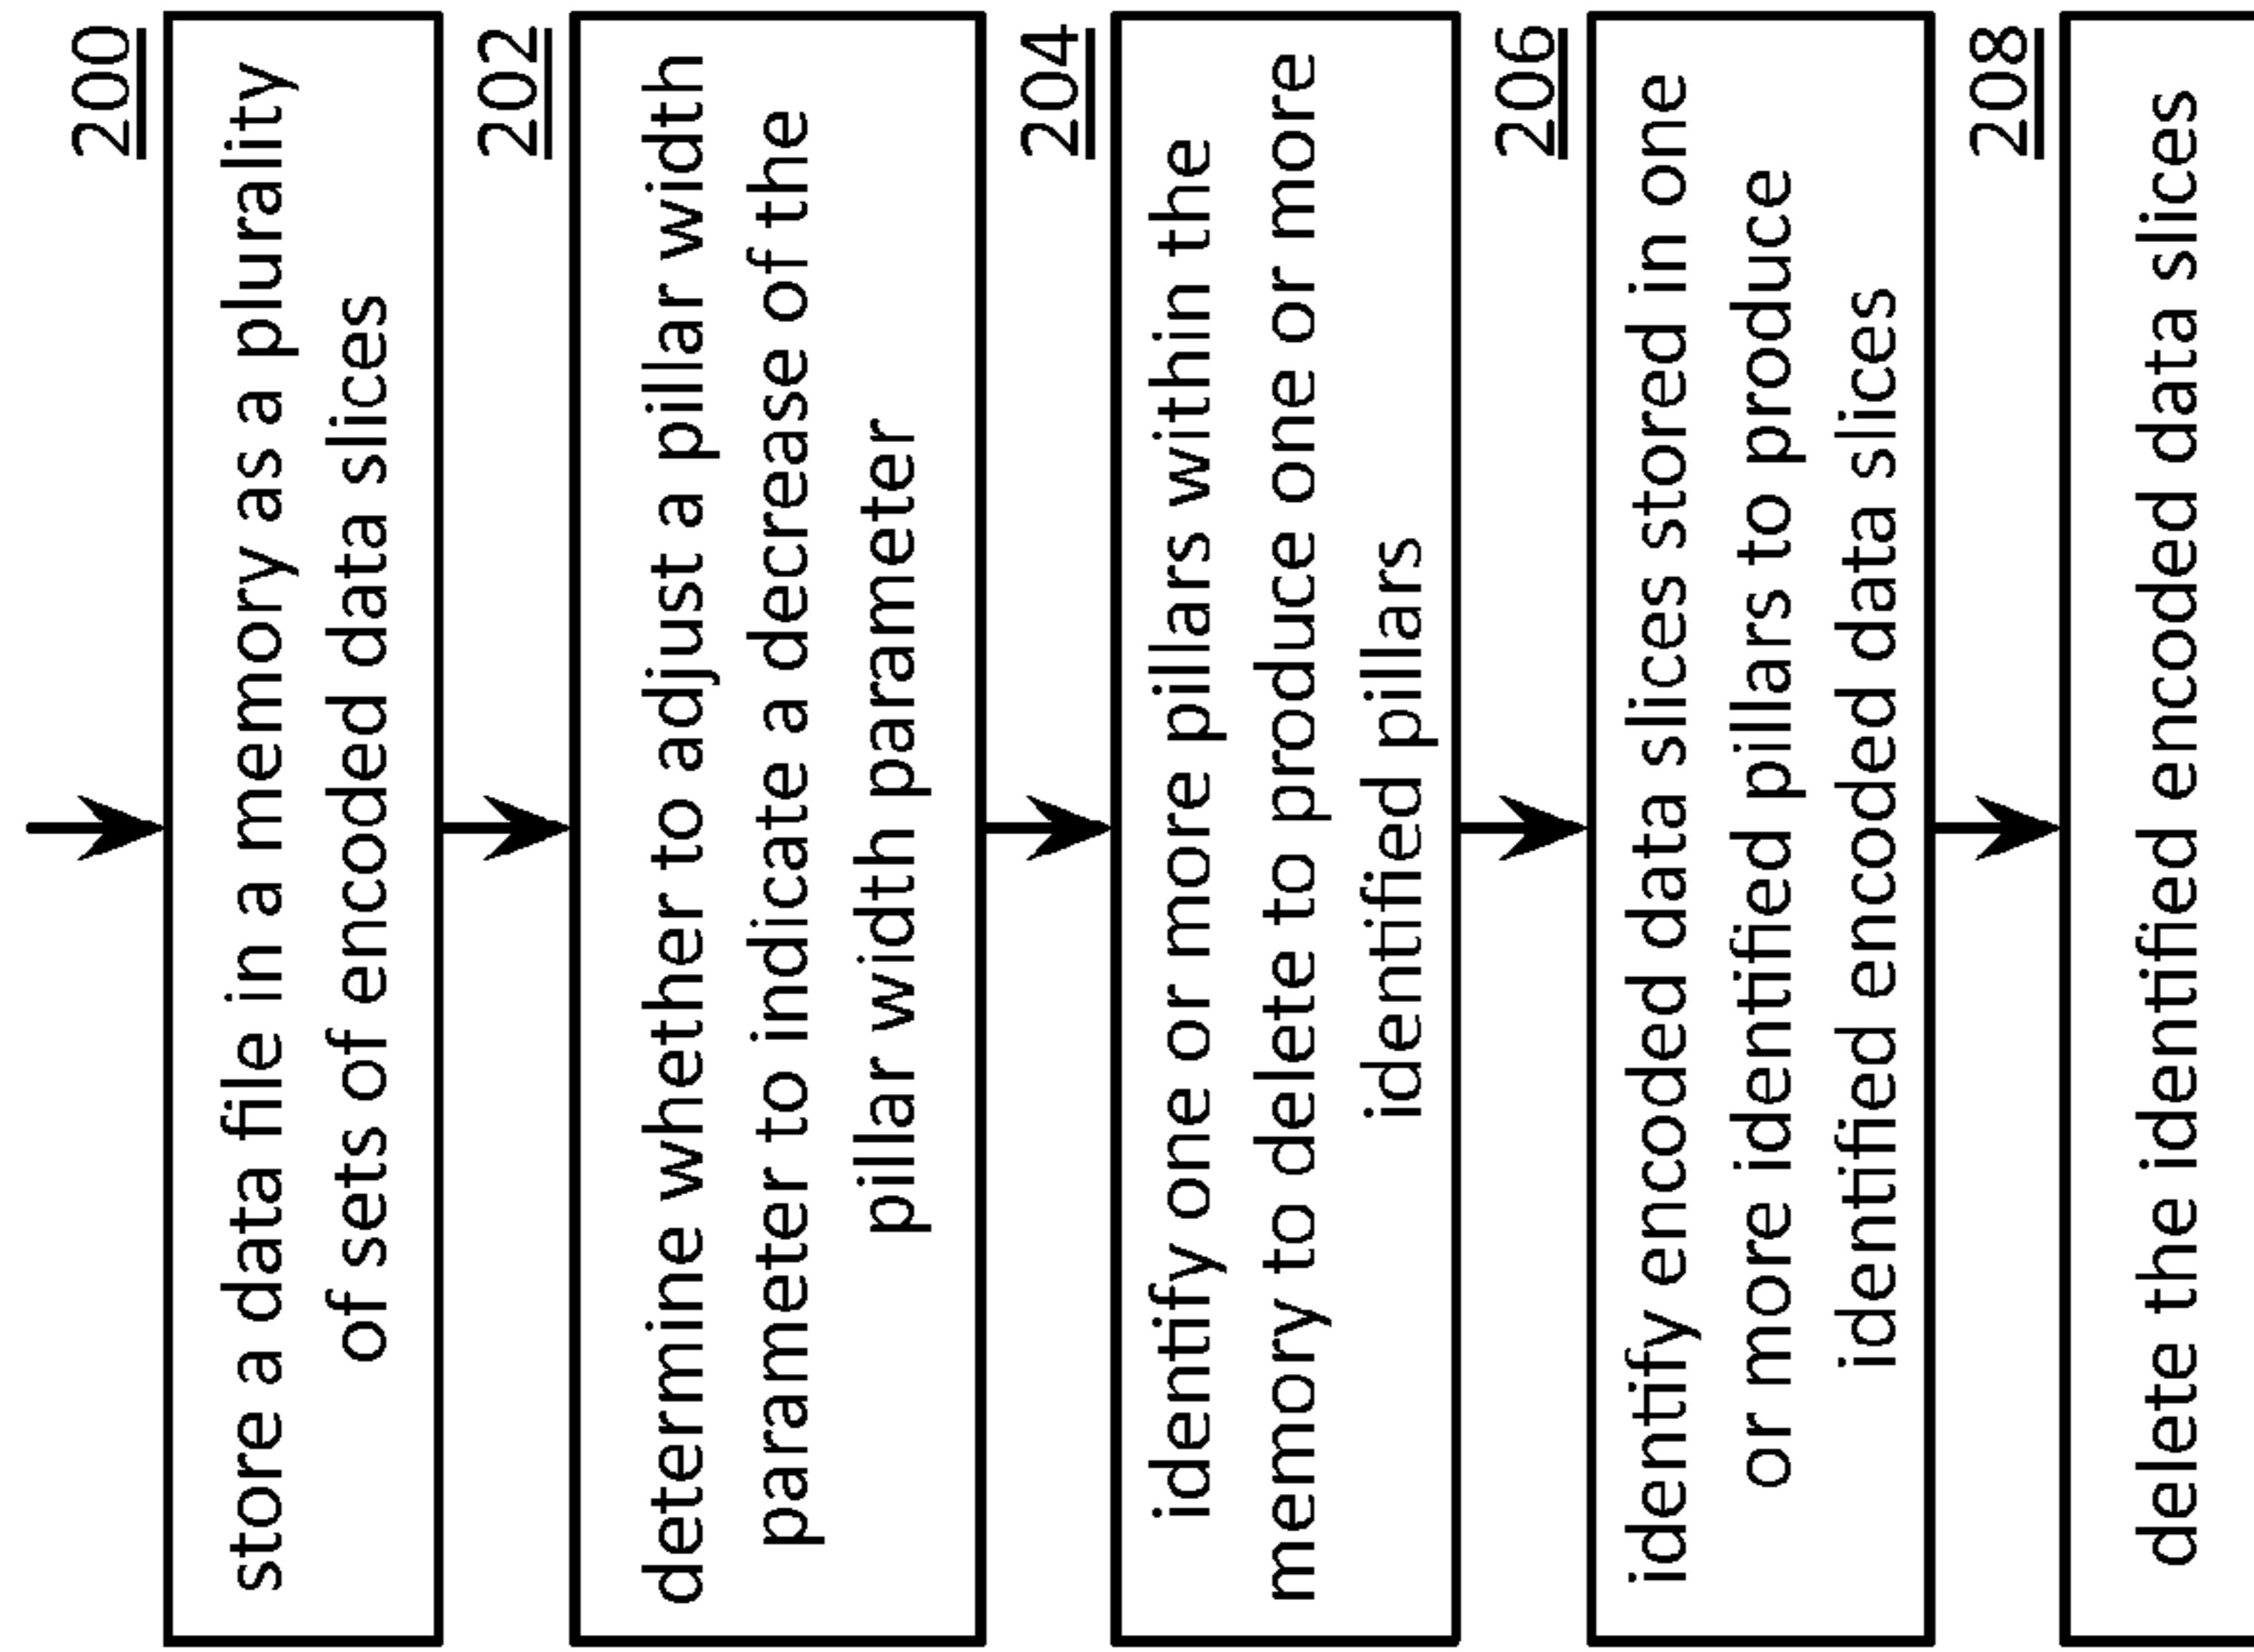 200
store a data file in a memory as a plurality
of sets of encoded data slices
202
determine whether to adjust a pillar width
parameter to indicate a decrease of the
pillar width parameter
204
identify one or more pillars within the
memory to delete to produce one or more
identified pillars
206
identify encoded data slices stored in one
or more identified pillars to produce
identified encoded data slices
208
delete the identified encoded data slices